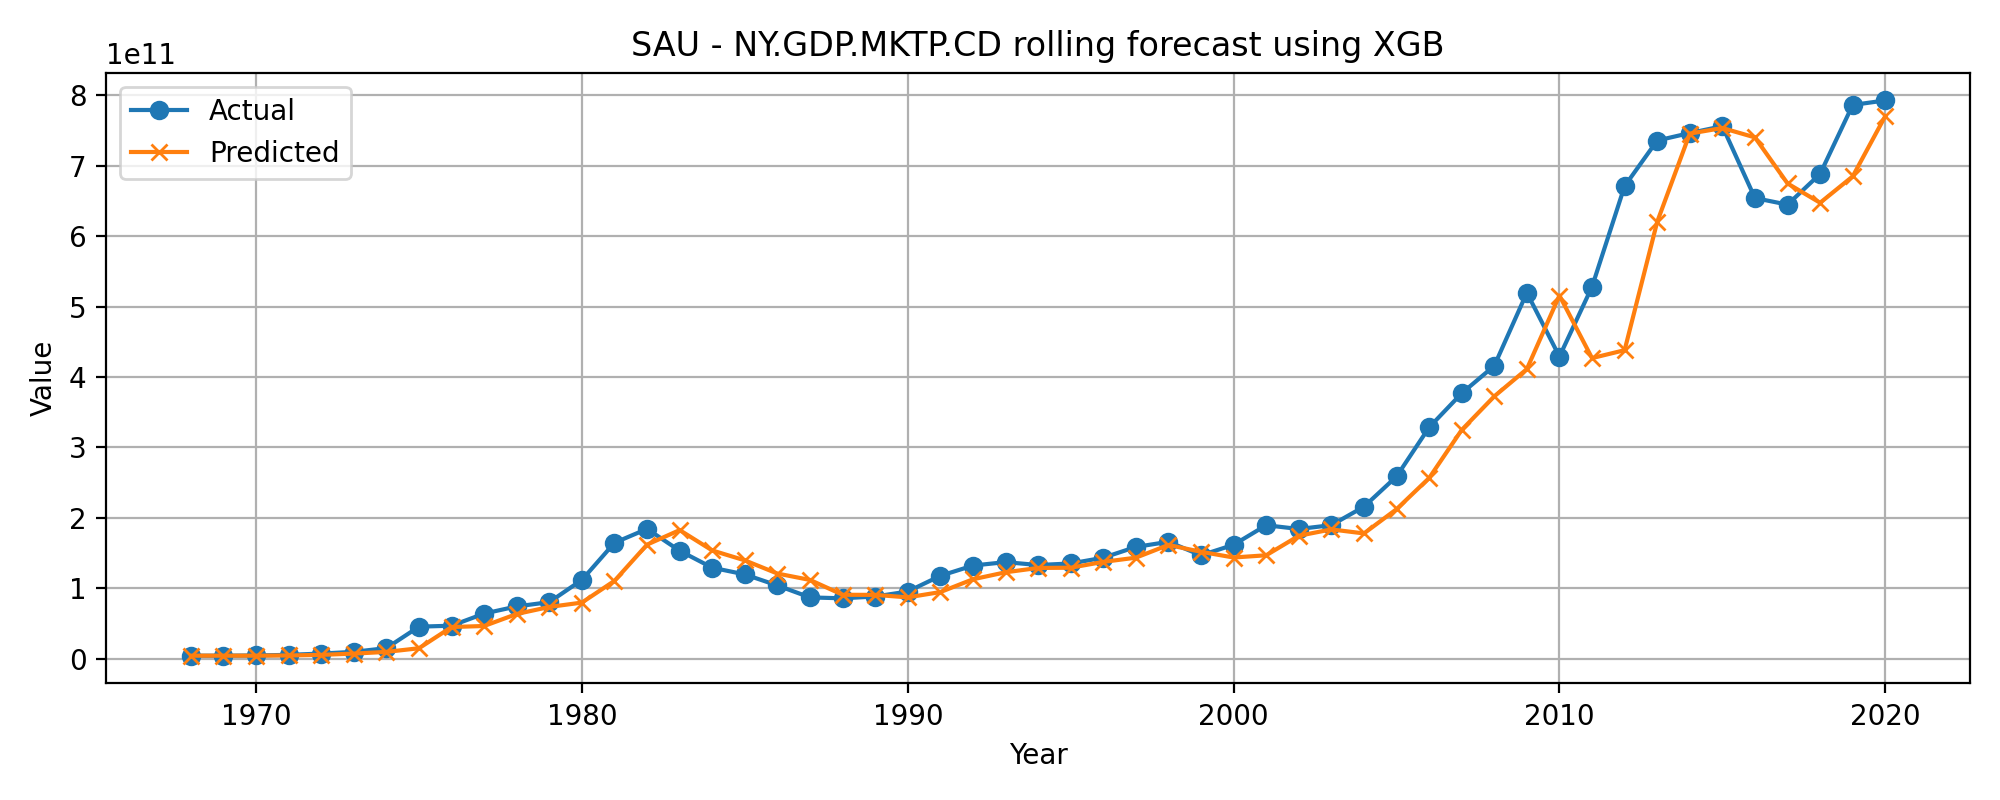 SAU - NY.GDP.MKTP.CD rolling forecast using XGB
1e11
Actual
Predicted
8
7
6
5
4
3
2
1
0
Value
1970 1980 1990 2000 2010 2020
Year